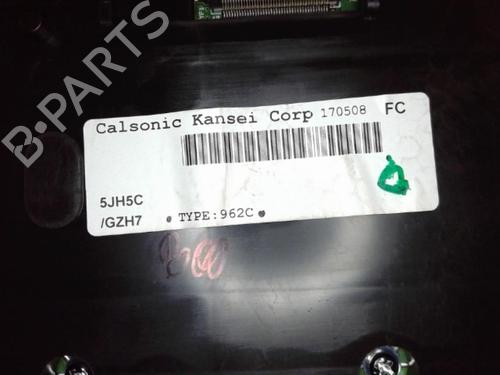 B-PARTS
Calsonic Kansei Corp 170508 FC
5JH5C
/GZH7
TYPE:962C